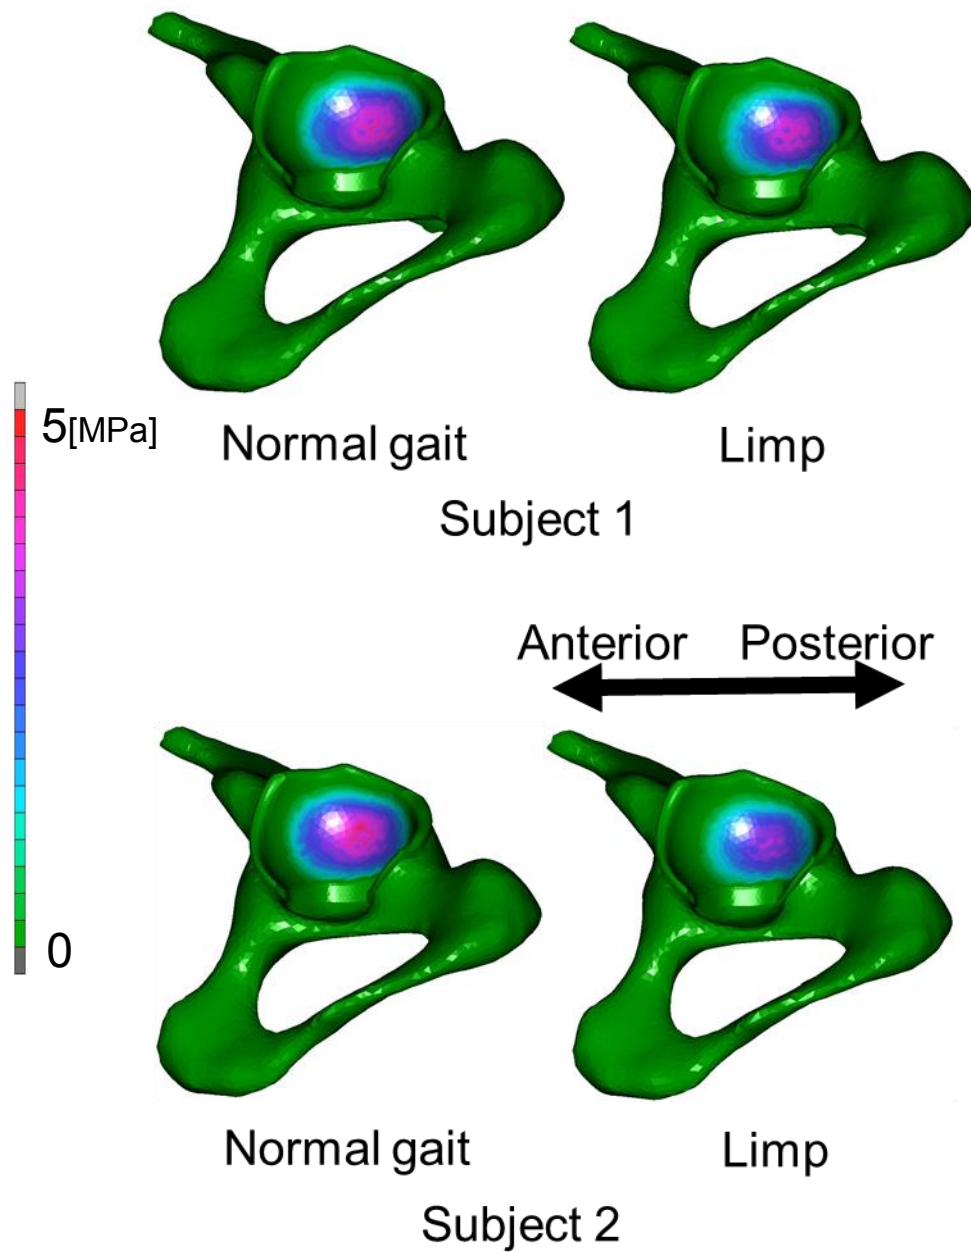 5[MPa]
Normal gait
Limp
Subject 1
Anterior
Posterior
0
Normal gait
Limp
Subject 2